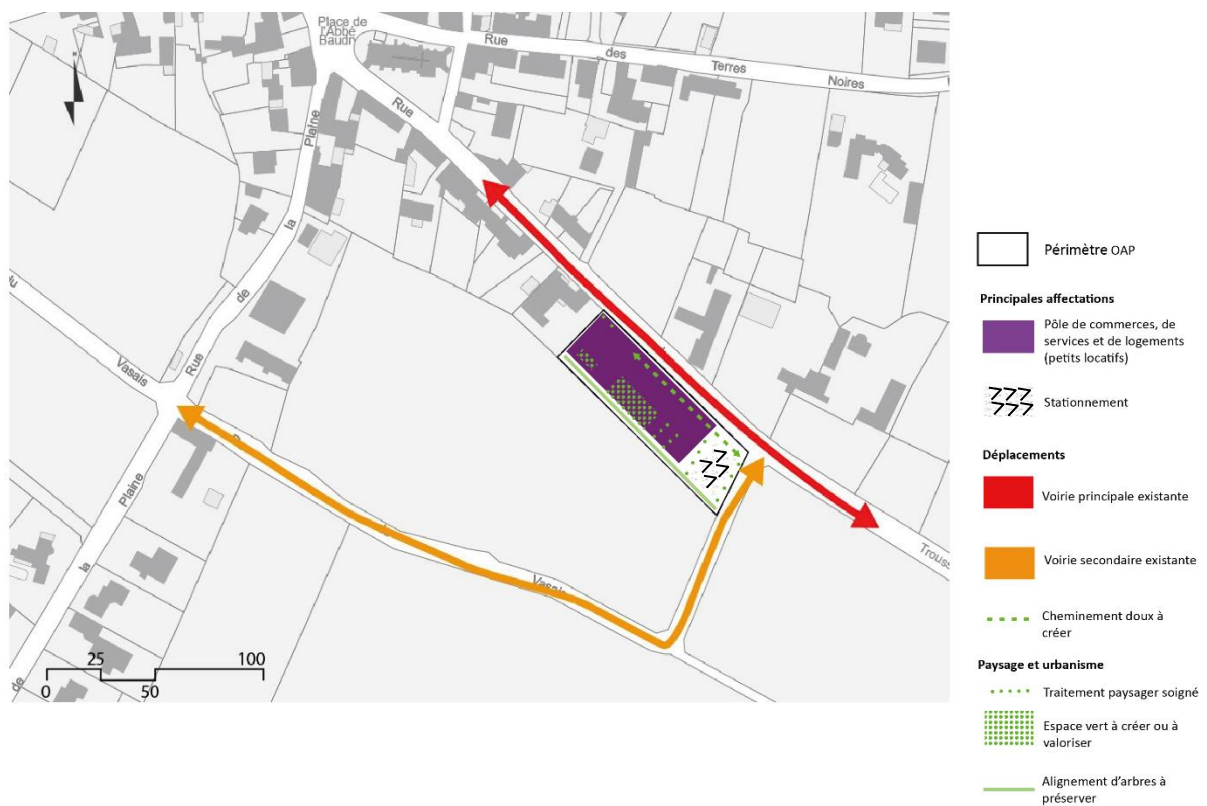 Place de
l'Abbé
Baudry
Rue
des
Terres
Noires
Rue
Plaine
la
de
Rue
du
Vasais
Plaine
la
de
Vasais
Trouss
25
100
0
50
Périmètre OAP
Principales affectations
Pôle de commerces, de
services et de logements
(petits locatifs)
Stationnement
Déplacements
Voirie principale existante
Voirie secondaire existante
Cheminement doux à
créer
Paysage et urbanisme
Traitement paysager soigné
Espace vert à créer ou à
valoriser
Alignement d'arbres à
préserver